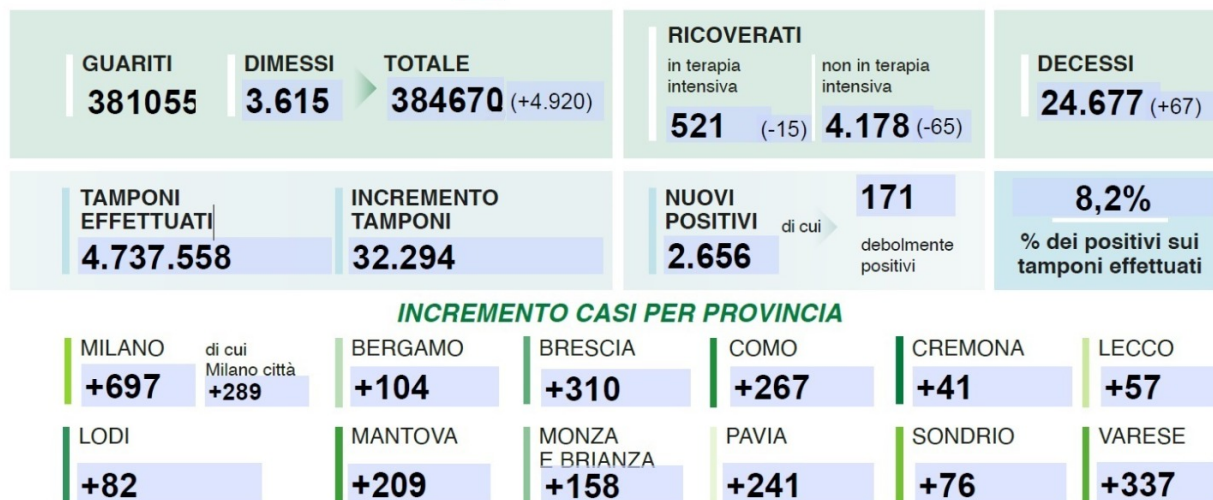 GUARITI
381055
DIMESSI
3.615
TOTALE
384670 (+4.920)
RICOVERATI
in terapia
intensiva
521 (-15)
non in terapia
intensiva
4.178 (-65)
DECESSI
24.677 (+67)
TAMPONI
EFFETTUATI
4.737.558
INCREMENTO
TAMPONI
32.294
NUOVI
POSITIVI
2.656
di cui
171
debolmente
positivi
8,2%
% dei positivi sui
tamponi effettuati
INCREMENTO CASI PER PROVINCIA
MILANO
+697
di cui
Milano città
+289
BERGAMO
+104
BRESCIA
+310
COMO
+267
CREMONA
+41
LECCO
+57
LODI
+82
MANTOVA
+209
MONZA
E BRIANZA
+158
PAVIA
+241
SONDRIO
+76
VARESE
+337